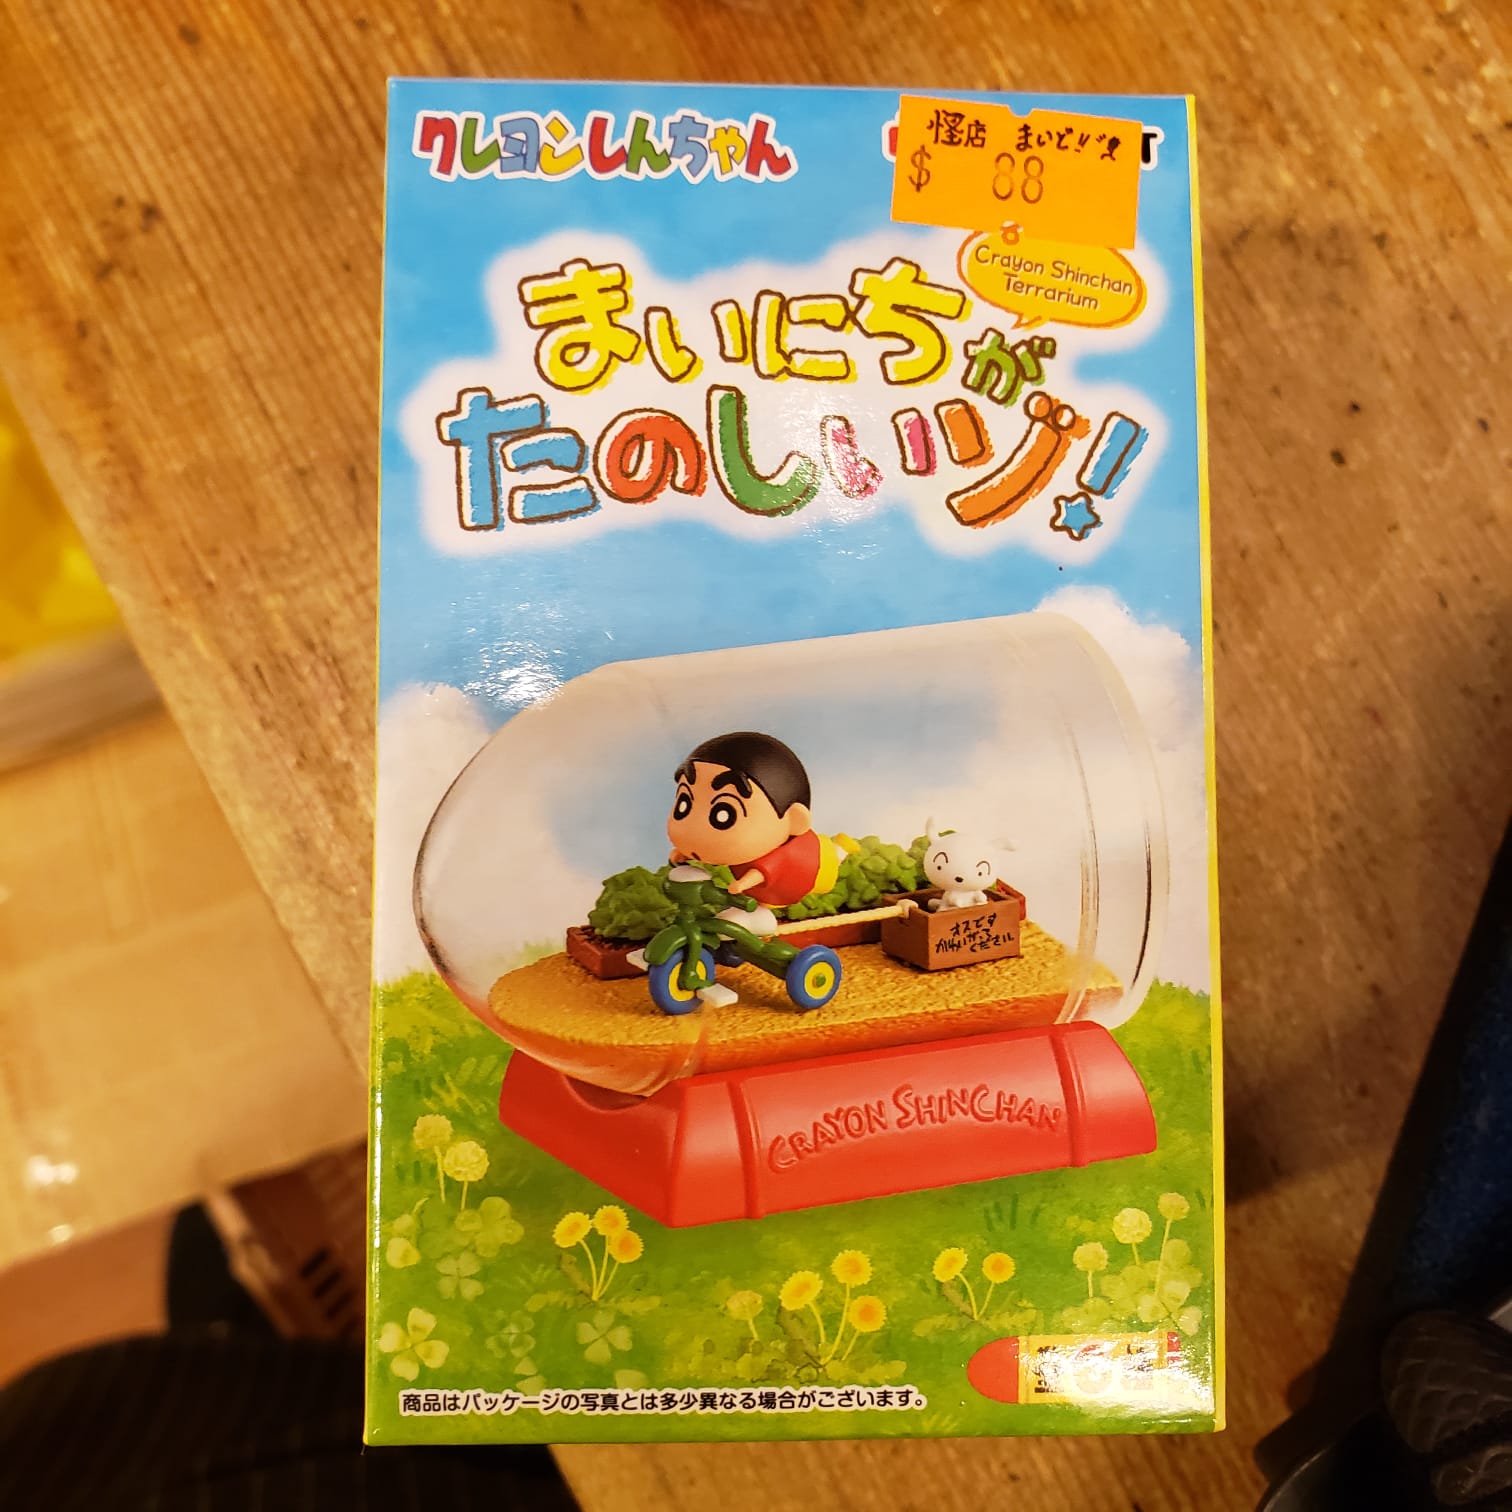 クレヨンしんちゃん
怪店 まいど!!
$ 88
T
Crayon Shinchan
Terrarium
まいにちが
たのしいゾ!
オスです
かわいがって
ください
CRAYON SHINCHAN
商品はパッケージの写真とは多少異なる場合がございます。
全6種